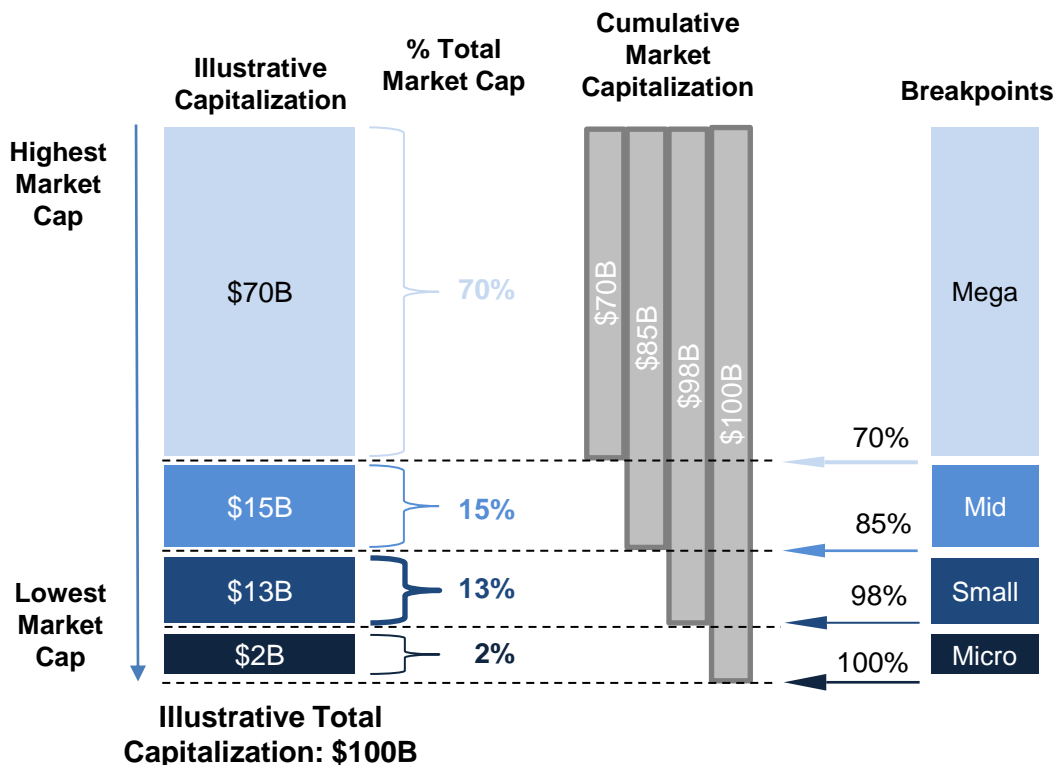 Illustrative
Capitalization
% Total
Market Cap
Cumulative
Market
Capitalization
Breakpoints
Highest
Market
Cap
$70B
70%
$70B
$85B
$98B
$100B
Mega
70%
$15B
15%
85%
Mid
Lowest
Market
Cap
$13B
13%
98%
Small
$2B
2%
100%
Micro
Illustrative Total
Capitalization: $100B